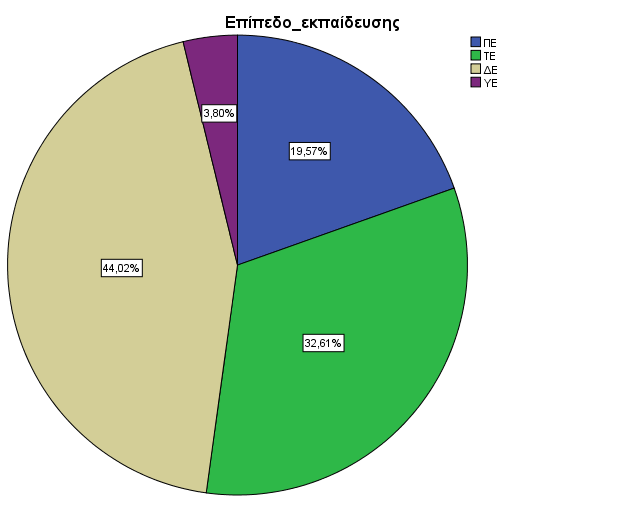 Επίπεδο_εκπαίδευσης
ΠΕ
ΤΕ
ΔΕ
ΥΕ
3,80%
19,57%
44,02%
32,61%